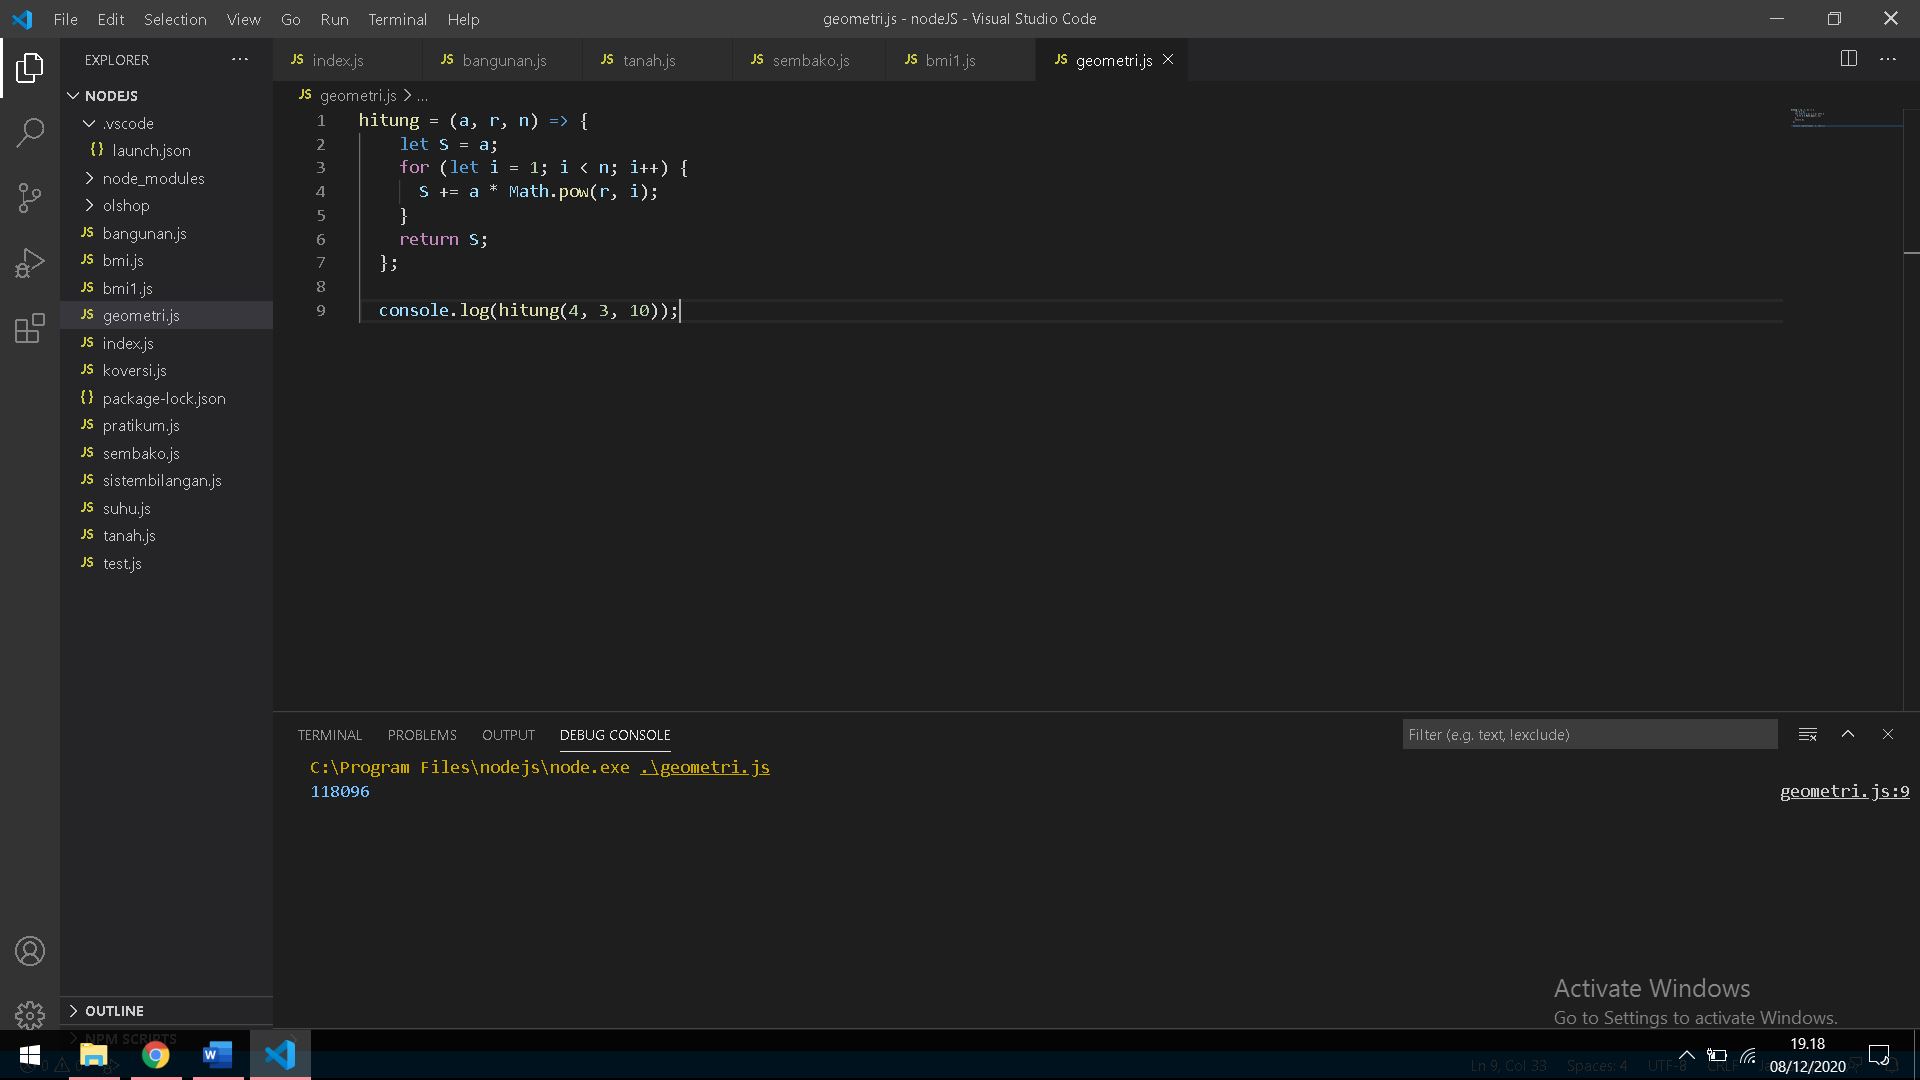 File Edit Selection View Go Run Terminal Help
geometri.js - nodeJS - Visual Studio Code
EXPLORER ...
JS index.js
JS bangunan.js
JS tanah.js
JS sembako.js
JS bmi1.js
JS geometri.js
...
NODEJS
.vscode
{} launch.json
node_modules
olshop
JS bangunan.js
JS bmi.js
JS bmi1.js
JS geometri.js
JS index.js
JS koversi.js
{} package-lock.json
JS pratikum.js
JS sembako.js
JS sistembilangan.js
JS suhu.js
JS tanah.js
JS test.js
OUTLINE
NPM SCRIPTS
JS geometri.js > ...
1 hitung = (a, r, n) => {
2 let S = a;
3 for (let i = 1; i < n; i++) {
4 S += a * Math.pow(r, i);
5 }
6 return S;
7 };
8
9 console.log(hitung(4, 3, 10));
TERMINAL PROBLEMS OUTPUT DEBUG CONSOLE
Filter (e.g. text, !exclude)
C:\Program Files\nodejs\node.exe .\geometri.js
118096
geometri.js:9
Activate Windows
Go to Settings to activate Windows.
Ln 9, Col 33 Spaces: 4 UTF-8 CRLF
19.18
08/12/2020